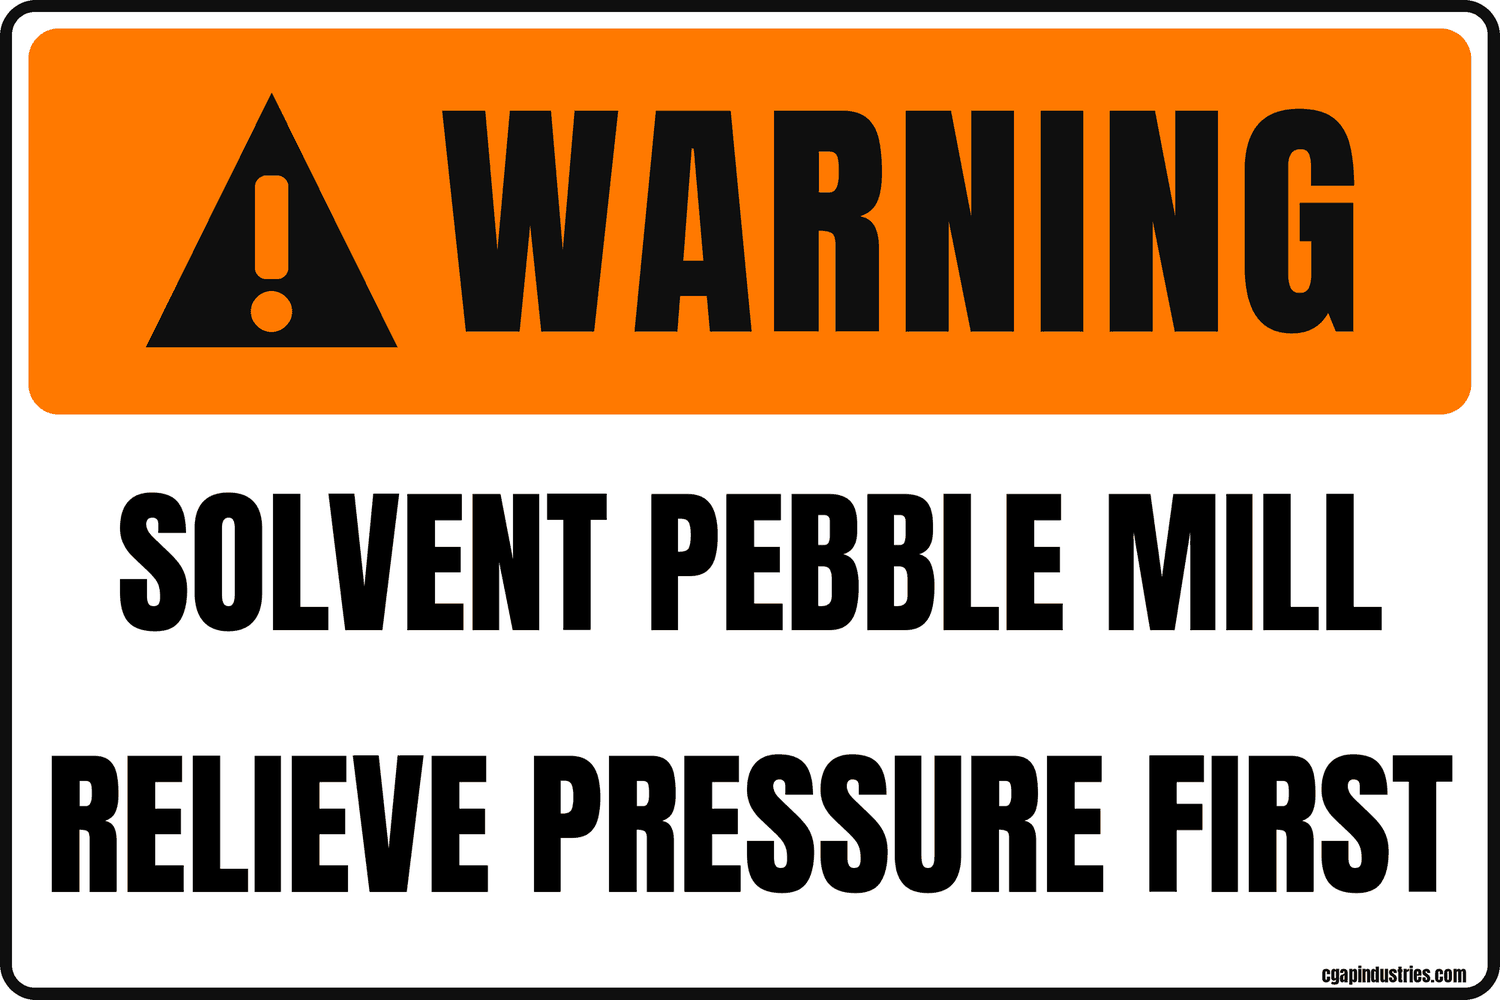 WARNING
SOLVENT PEBBLE MILL
RELIEVE PRESSURE FIRST
cgapindustries.com